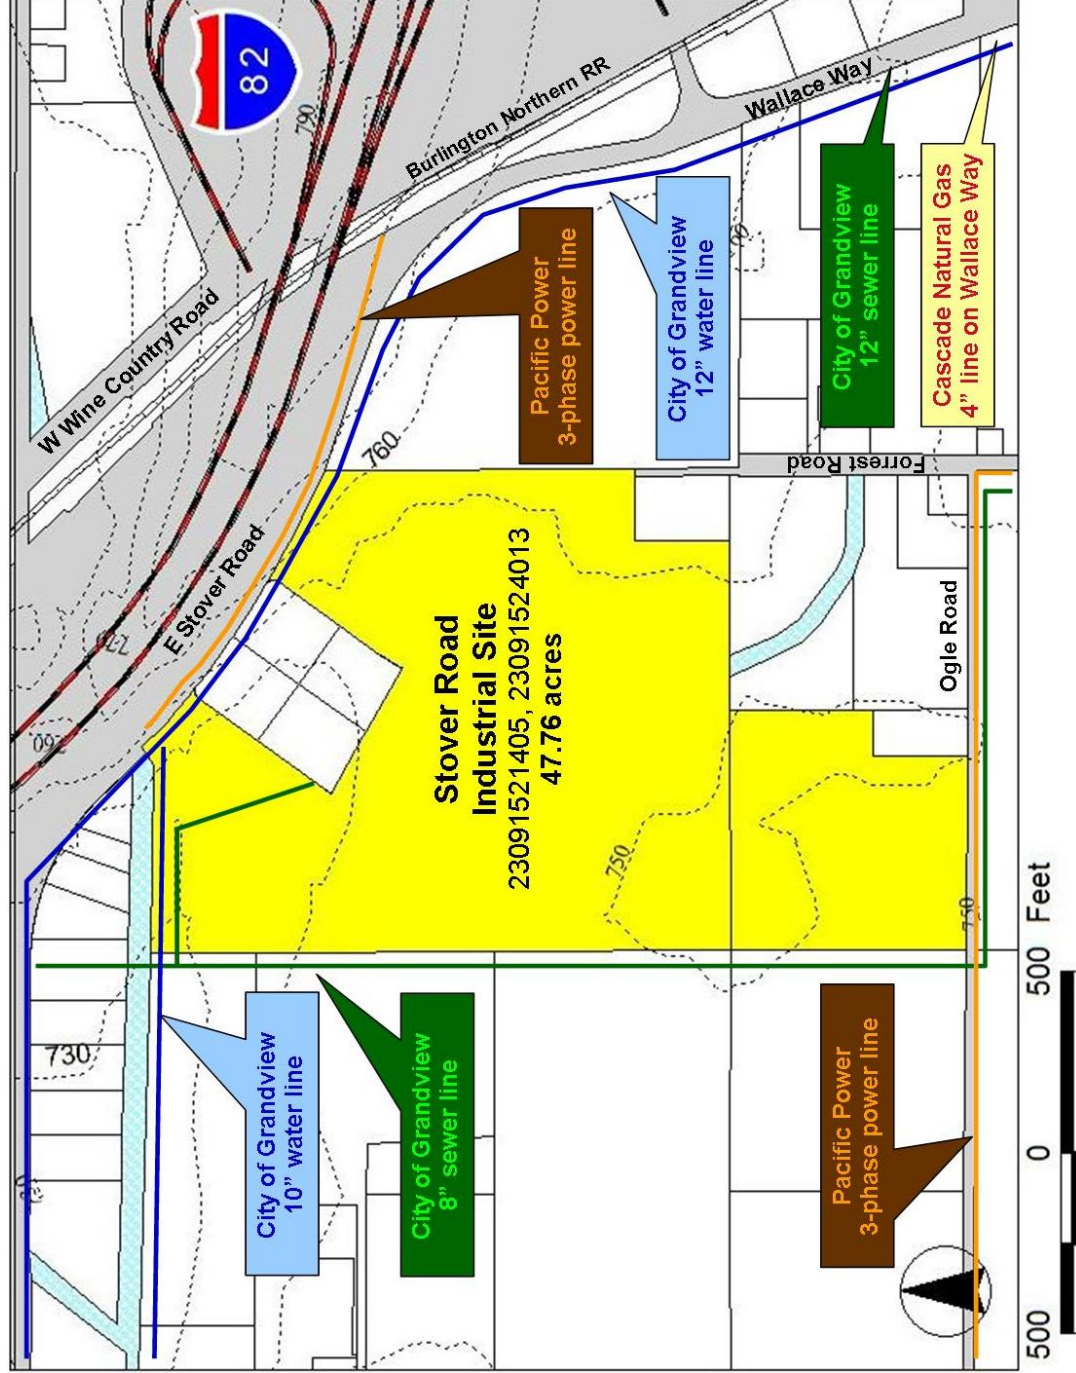 82
790
Burlington Northern RR
Wallace Way
W Wine Country Road
E Stover Road
770
760
760
Pacific Power
3-phase power line
City of Grandview
12” water line
City of Grandview
12” sewer line
Cascade Natural Gas
4” line on Wallace Way
Forrest Road
Stover Road
Industrial Site
23091521405, 23091524013
47.76 acres
Ogle Road
750
750
730
City of Grandview
10” water line
City of Grandview
8” sewer line
Pacific Power
3-phase power line
500 0 500 Feet